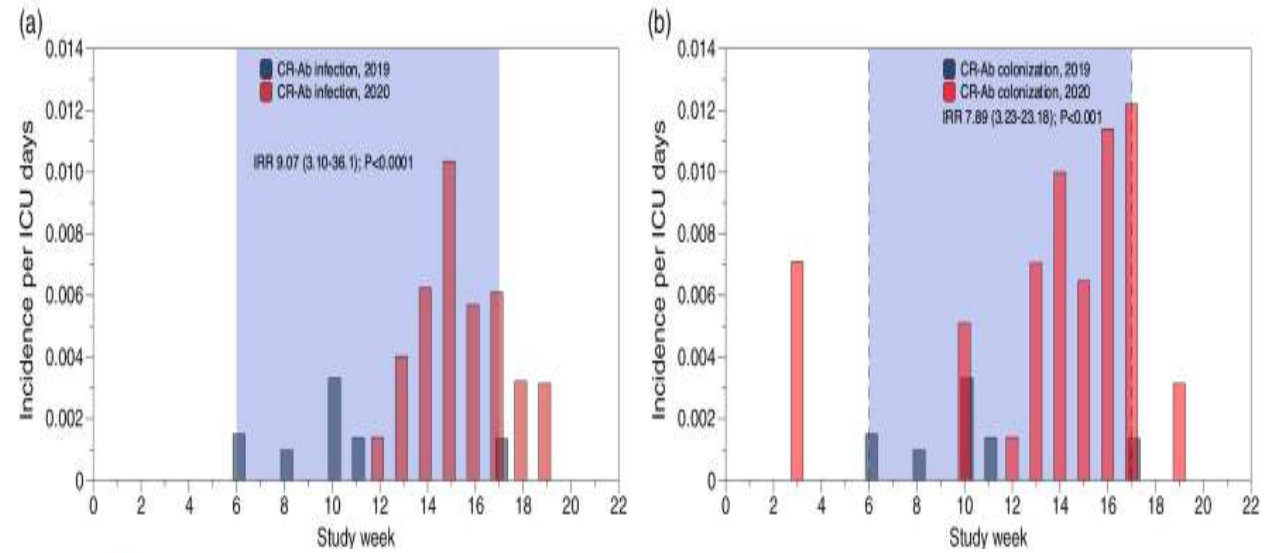 (a)
0.014
0.012
0.010
0.008
0.006
0.004
0.002
0
Incidence per ICU days
CR-Ab infection, 2019
CR-Ab infection, 2020
IRR 9.07 (3.10-36.1); P<0.0001
0 2 4 6 8 10 12 14 16 18 20 22
Study week
(b)
0.014
0.012
0.010
0.008
0.006
0.004
0.002
0
Incidence per ICU days
CR-Ab colonization, 2019
CR-Ab colonization, 2020
IRR 7.89 (3.23-23.18); P<0.001
0 2 4 6 8 10 12 14 16 18 20 22
Study week